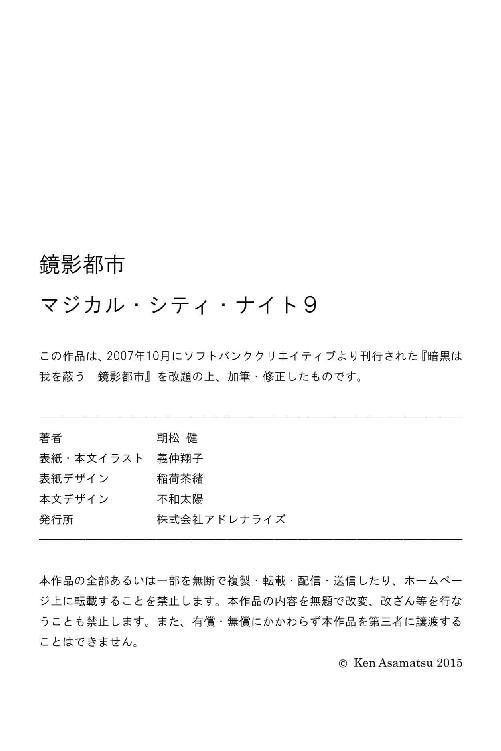 鏡影都市
マジカル・シティ・ナイト９
この作品は、2007年10月にソフトバンククリエイティブより刊行された『暗黒は
我を蔽う　鏡影都市』を改題の上、加筆・修正したものです。
著者　朝松 健
表紙・本文イラスト　義仲翔子
表紙デザイン　稲荷茶緒
本文デザイン　不和太陽
発行所　株式会社アドレナライズ
本作品の全部あるいは一部を無断で複製・転載・配信・送信したり、ホームペー
ジ上に転載することを禁止します。本作品の内容を無題で改変、改ざん等を行な
うことも禁止します。また、有償・無償にかかわらず本作品を第三者に譲渡する
ことはできません。
© Ken Asamatsu 2015